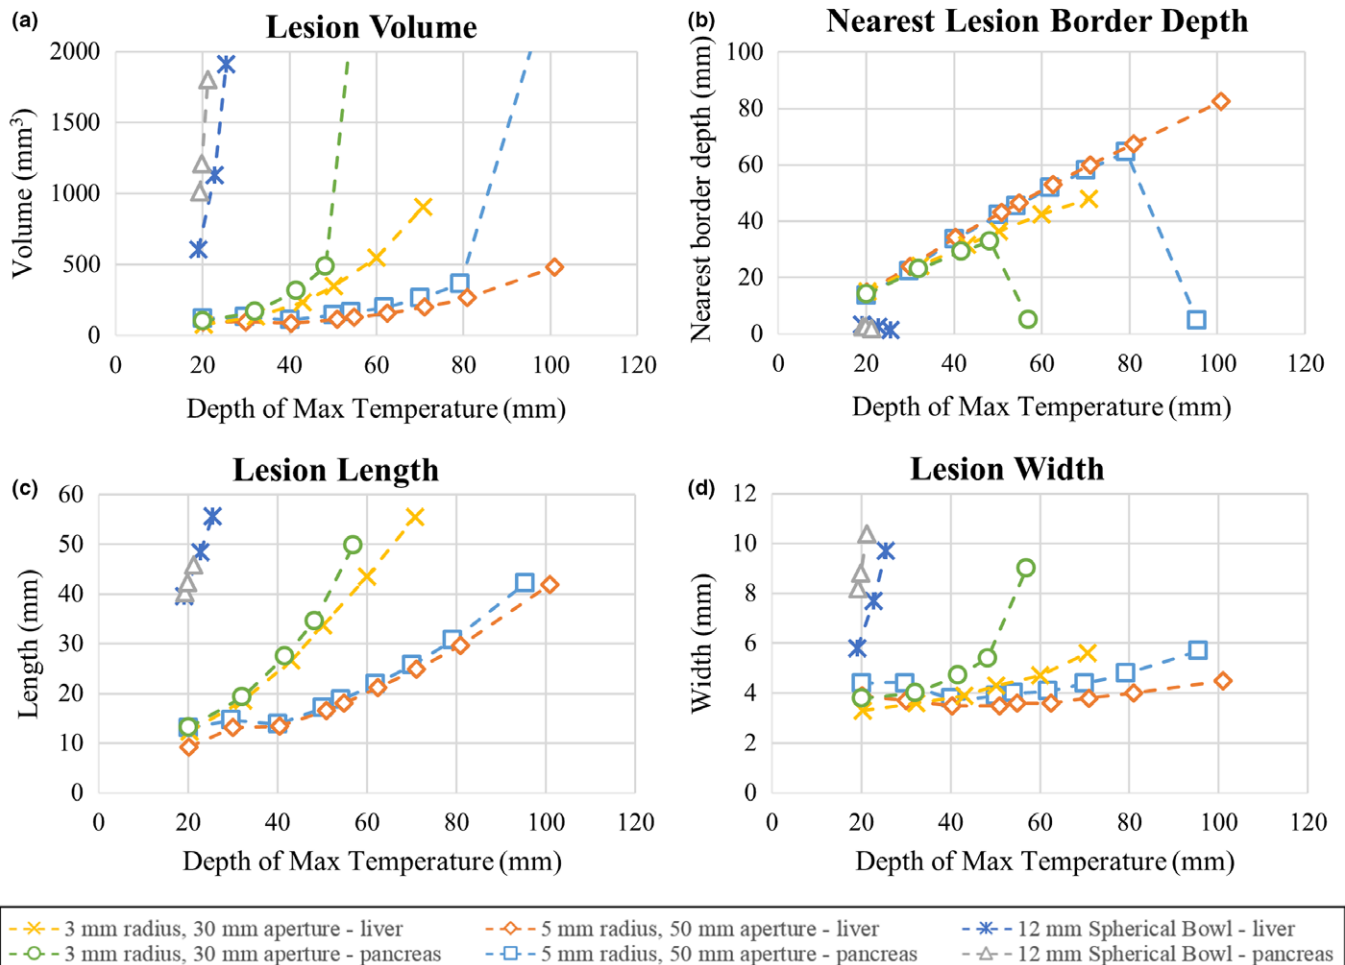 (a)
Lesion Volume
2000
1500
1000
500
0
Volume (mm³)
0 20 40 60 80 100 120
Depth of Max Temperature (mm)
(b)
Nearest Lesion Border Depth
100
80
60
40
20
0
Nearest border depth (mm)
0 20 40 60 80 100 120
Depth of Max Temperature (mm)
(c)
Lesion Length
60
50
40
30
20
10
0
Length (mm)
0 20 40 60 80 100 120
Depth of Max Temperature (mm)
(d)
Lesion Width
12
10
8
6
4
2
0
Width (mm)
0 20 40 60 80 100 120
Depth of Max Temperature (mm)
3 mm radius, 30 mm aperture - liver
5 mm radius, 50 mm aperture - liver
12 mm Spherical Bowl - liver
3 mm radius, 30 mm aperture - pancreas
5 mm radius, 50 mm aperture - pancreas
12 mm Spherical Bowl - pancreas